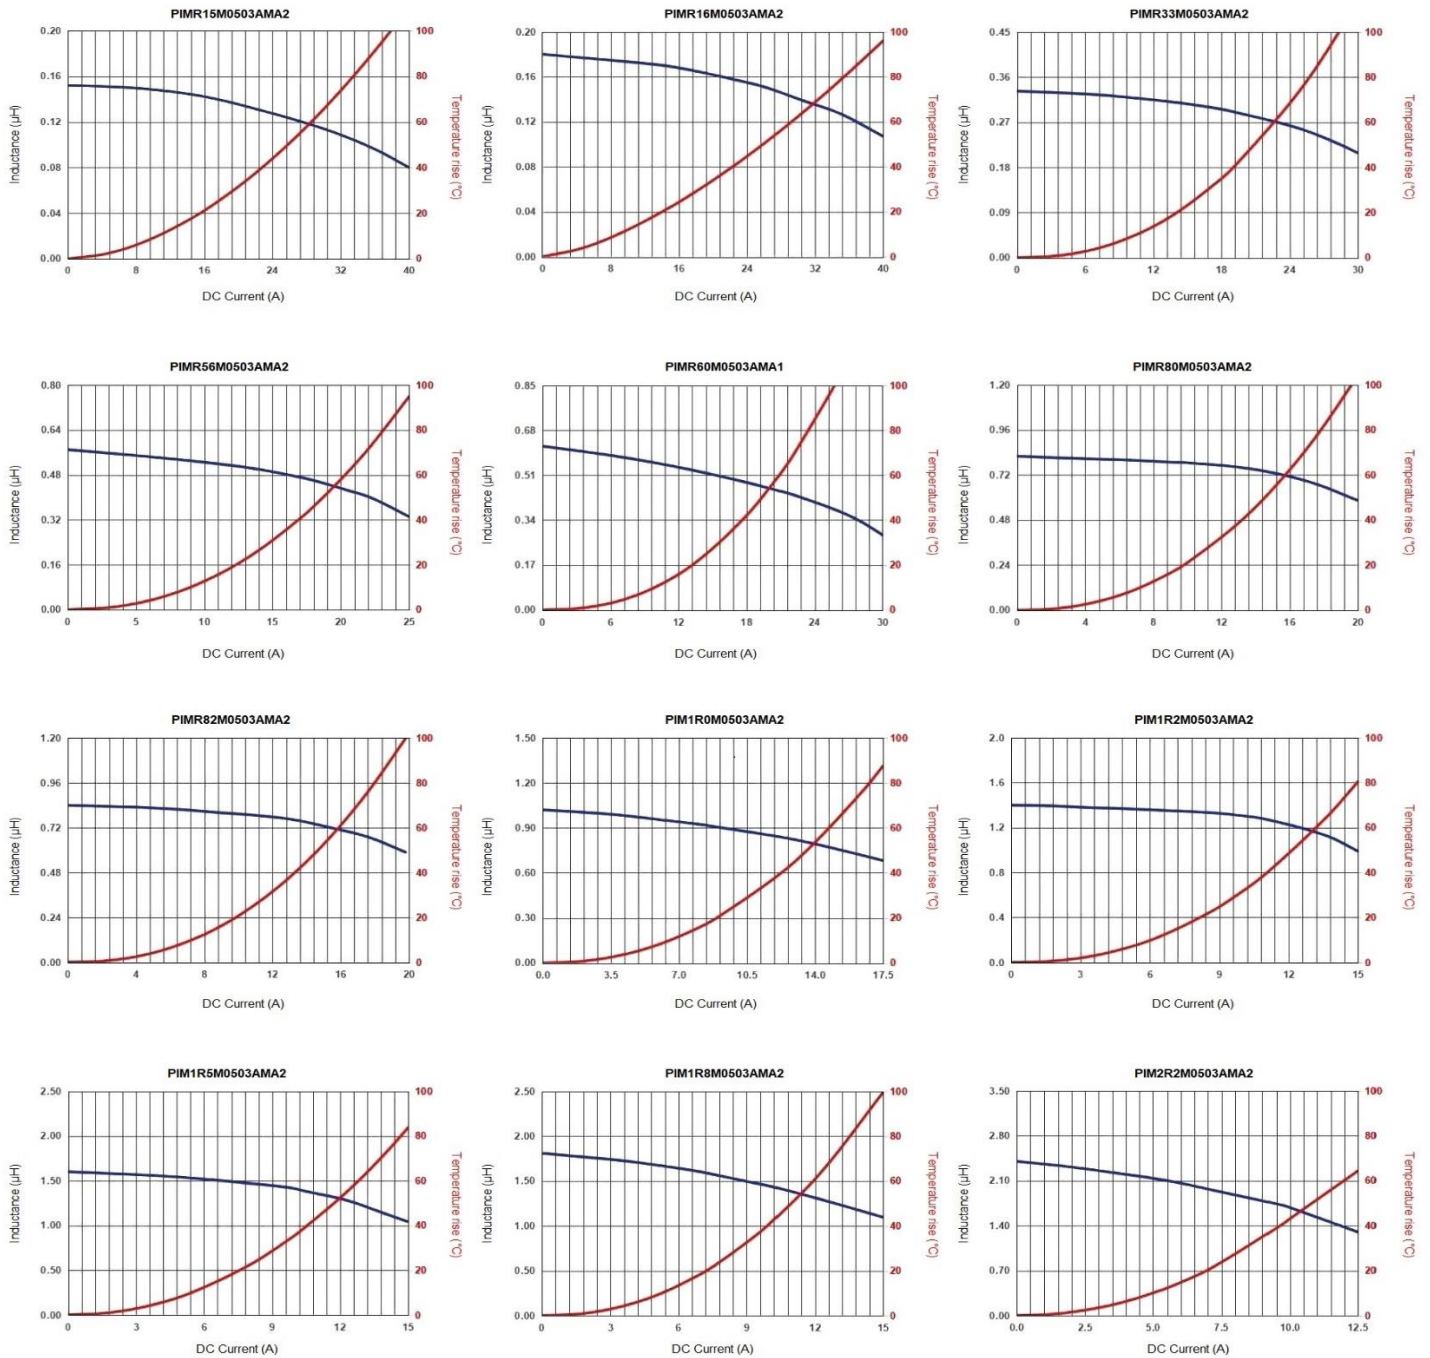 PIMR15M0503AMA2
0.20
0.16
0.12
0.08
0.04
0.00
100
80
60
40
20
0
0 8 16 24 32 40
Inductance (μH)
Temperature rise (°C)
DC Current (A)
PIMR16M0503AMA2
0.20
0.16
0.12
0.08
0.04
0.00
100
80
60
40
20
0
0 8 16 24 32 40
Inductance (μH)
Temperature rise (°C)
DC Current (A)
PIMR33M0503AMA2
0.45
0.36
0.27
0.18
0.09
0.00
100
80
60
40
20
0
0 6 12 18 24 30
Inductance (μH)
Temperature rise (°C)
DC Current (A)
PIMR56M0503AMA2
0.80
0.64
0.48
0.32
0.16
0.00
100
80
60
40
20
0
0 5 10 15 20 25
Inductance (μH)
Temperature rise (°C)
DC Current (A)
PIMR60M0503AMA1
0.85
0.68
0.51
0.34
0.17
0.00
100
80
60
40
20
0
0 6 12 18 24 30
Inductance (μH)
Temperature rise (°C)
DC Current (A)
PIMR80M0503AMA2
1.20
0.96
0.72
0.48
0.24
0.00
100
80
60
40
20
0
0 4 8 12 16 20
Inductance (μH)
Temperature rise (°C)
DC Current (A)
PIMR82M0503AMA2
1.20
0.96
0.72
0.48
0.24
0.00
100
80
60
40
20
0
0 4 8 12 16 20
Inductance (μH)
Temperature rise (°C)
DC Current (A)
PIM1R0M0503AMA2
1.50
1.20
0.90
0.60
0.30
0.00
100
80
60
40
20
0
0.0 3.5 7.0 10.5 14.0 17.5
Inductance (μH)
Temperature rise (°C)
DC Current (A)
PIM1R2M0503AMA2
2.0
1.6
1.2
0.8
0.4
0.0
100
80
60
40
20
0
0 3 6 9 12 15
Inductance (μH)
Temperature rise (°C)
DC Current (A)
PIM1R5M0503AMA2
2.50
2.00
1.50
1.00
0.50
0.00
100
80
60
40
20
0
0 3 6 9 12 15
Inductance (μH)
Temperature rise (°C)
DC Current (A)
PIM1R8M0503AMA2
2.50
2.00
1.50
1.00
0.50
0.00
100
80
60
40
20
0
0 3 6 9 12 15
Inductance (μH)
Temperature rise (°C)
DC Current (A)
PIM2R2M0503AMA2
3.50
2.80
2.10
1.40
0.70
0.00
100
80
60
40
20
0
0.0 2.5 5.0 7.5 10.0 12.5
Inductance (μH)
Temperature rise (°C)
DC Current (A)